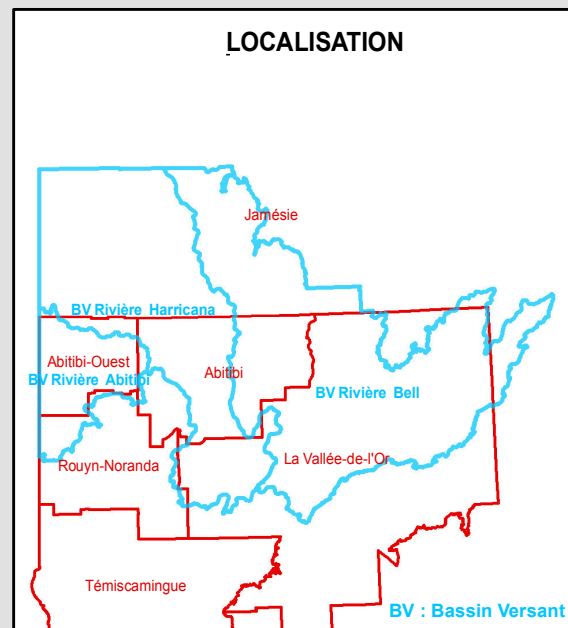 LOCALISATION
Jamésie
BV Rivière Harricana
Abitibi-Ouest
Abitibi
BV Rivière Abitibi
BV Rivière Bell
La Vallée-de-l'Or
Rouyn-Noranda
Témiscamingue
BV : Bassin Versant